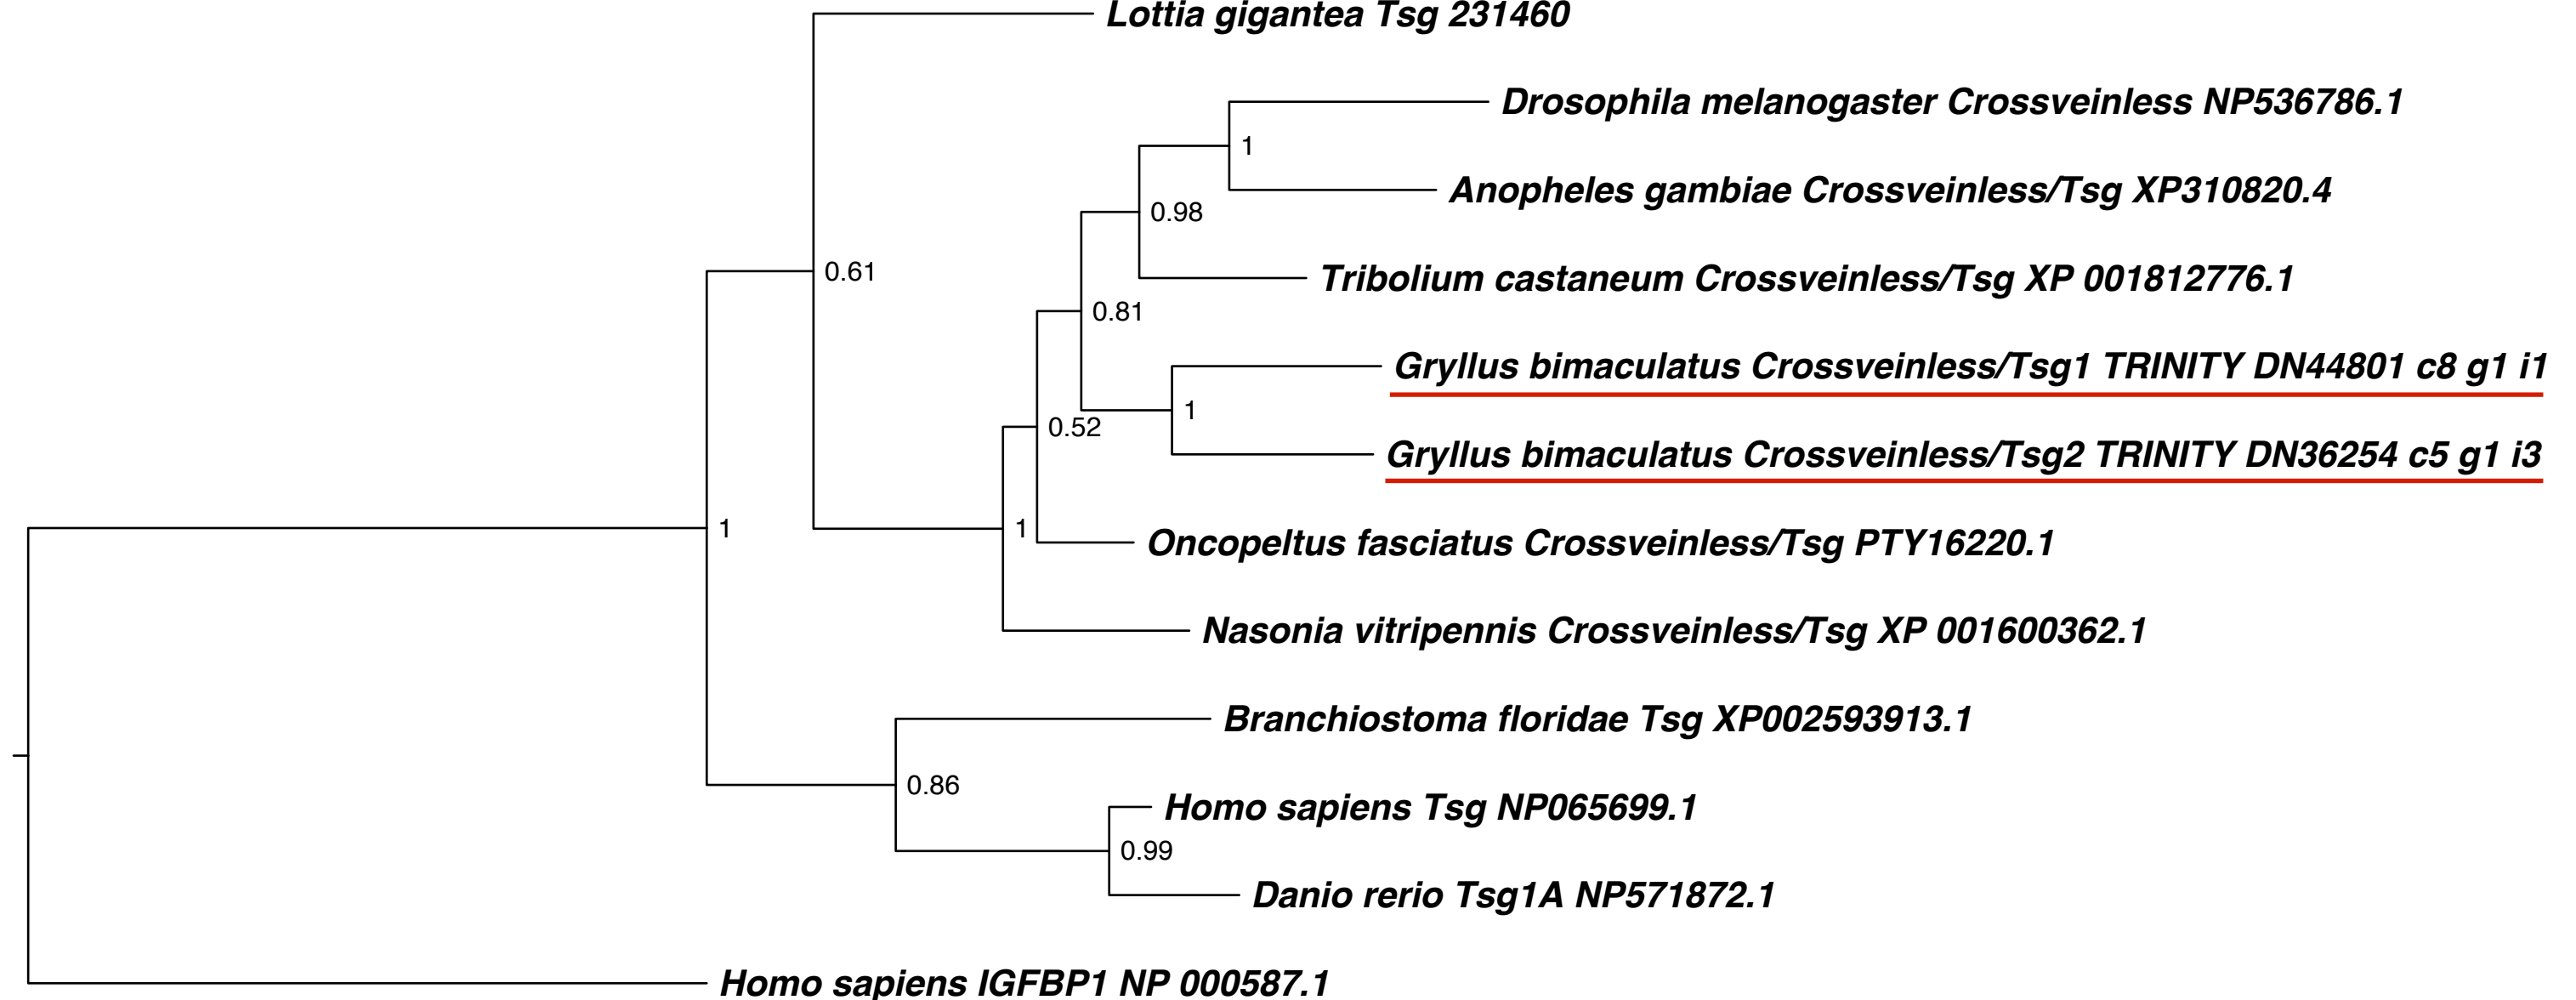 Lottia gigantea Tsg 231460
Drosophila melanogaster Crossveinless NP536786.1
1
Anopheles gambiae Crossveinless/Tsg XP310820.4
0.98
0.61
Tribolium castaneum Crossveinless/Tsg XP 001812776.1
0.81
Gryllus bimaculatus Crossveinless/Tsg1 TRINITY DN44801 c8 g1 i1
1
0.52
Gryllus bimaculatus Crossveinless/Tsg2 TRINITY DN36254 c5 g1 i3
1
1
Oncopeltus fasciatus Crossveinless/Tsg PTY16220.1
Nasonia vitripennis Crossveinless/Tsg XP 001600362.1
Branchiostoma floridae Tsg XP002593913.1
0.86
Homo sapiens Tsg NP065699.1
0.99
Danio rerio Tsg1A NP571872.1
Homo sapiens IGFBP1 NP 000587.1